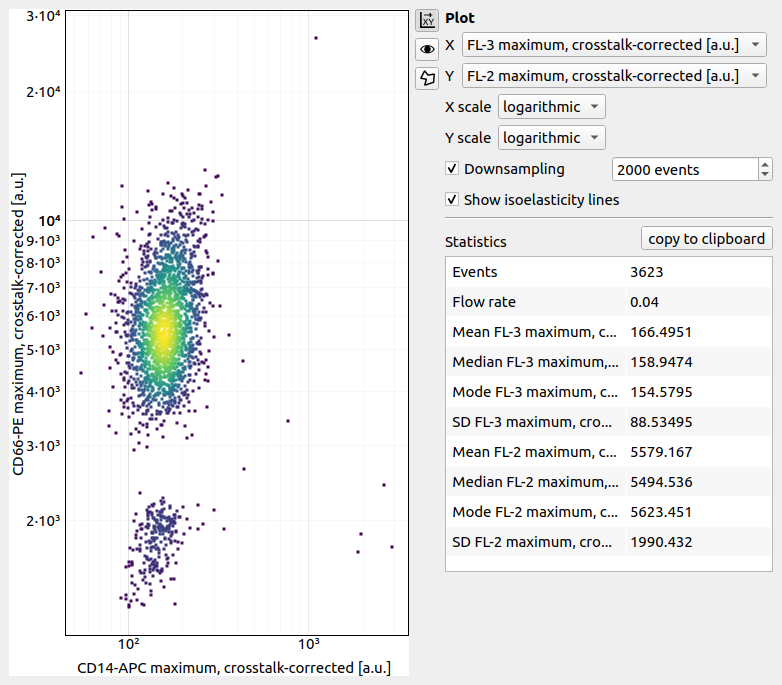 3·10⁴
2·10⁴
10⁴
9·10³
8·10³
7·10³
6·10³
5·10³
4·10³
3·10³
2·10³
10²
10³
CD66-PE maximum, crosstalk-corrected [a.u.]
CD14-APC maximum, crosstalk-corrected [a.u.]
XY
Plot
X FL-3 maximum, crosstalk-corrected [a.u.]
Y FL-2 maximum, crosstalk-corrected [a.u.]
X scale logarithmic
Y scale logarithmic
Downsampling 2000 events
Show isoelasticity lines
Statistics copy to clipboard
Events 3623
Flow rate 0.04
Mean FL-3 maximum, c... 166.4951
Median FL-3 maximum,... 158.9474
Mode FL-3 maximum, c... 154.5795
SD FL-3 maximum, cro... 88.53495
Mean FL-2 maximum, c... 5579.167
Median FL-2 maximum,... 5494.536
Mode FL-2 maximum, c... 5623.451
SD FL-2 maximum, cro... 1990.432